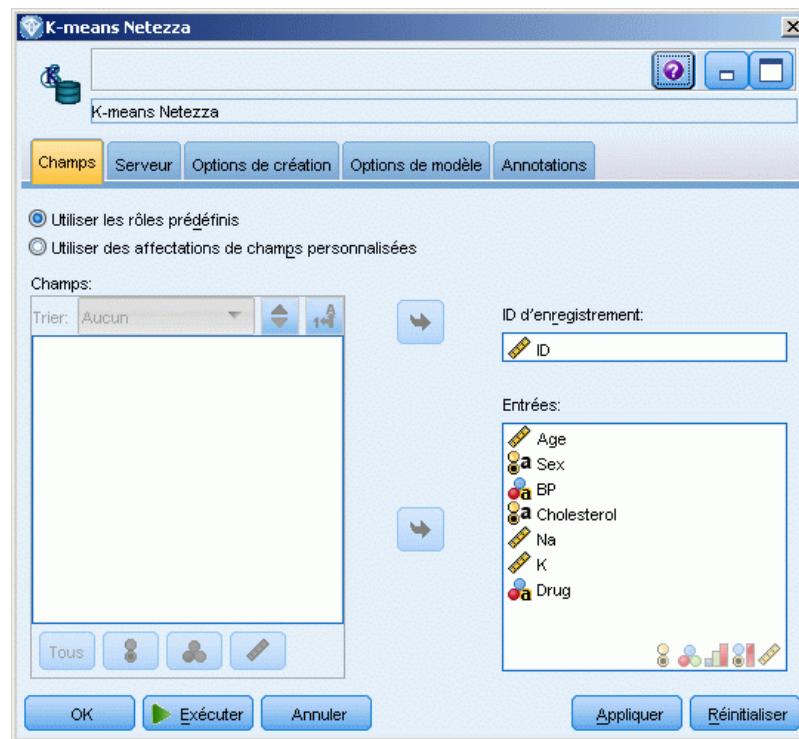 K-means Netezza
K-means Netezza
Champs Serveur Options de création Options de modèle Annotations
Utiliser les rôles prédéfinis
Utiliser des affectations de champs personnalisées
Champs:
Trier: Aucun
ID d'enregistrement:
ID
Entrées:
Age
Sex
BP
Cholesterol
Na
K
Drug
Tous
OK Exécuter Annuler Appliquer Réinitialiser